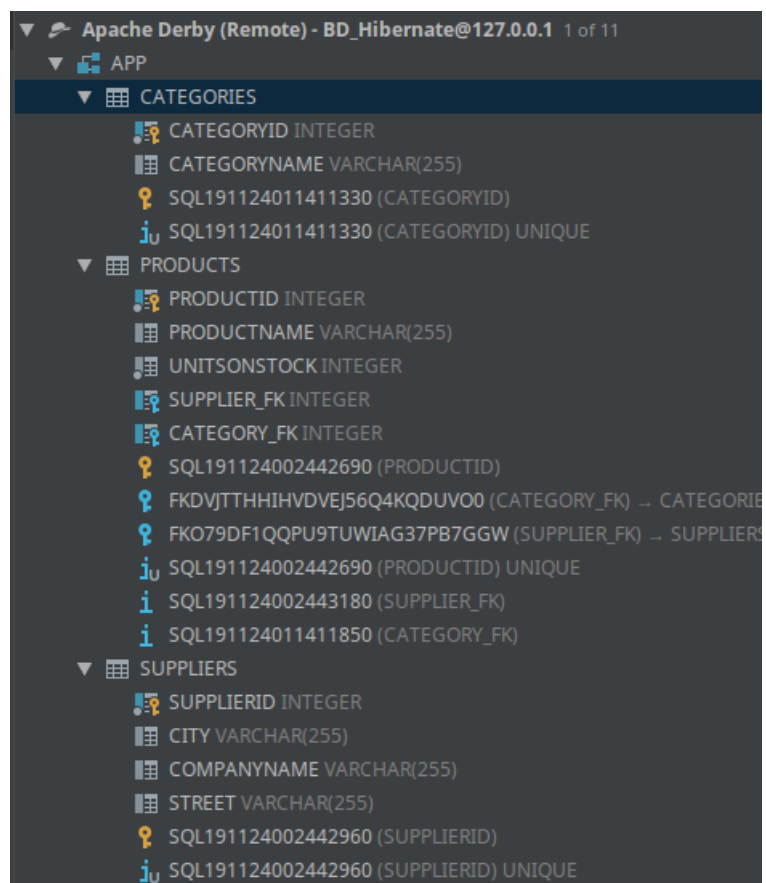 Apache Derby (Remote) - BD_Hibernate@127.0.0.1 1 of 11
APP
CATEGORIES
CATEGORYID INTEGER
CATEGORYNAME VARCHAR(255)
SQL191124011411330 (CATEGORYID)
SQL191124011411330 (CATEGORYID) UNIQUE
PRODUCTS
PRODUCTID INTEGER
PRODUCTNAME VARCHAR(255)
UNITSONSTOCK INTEGER
SUPPLIER_FK INTEGER
CATEGORY_FK INTEGER
SQL191124002442690 (PRODUCTID)
FKDVJTTHHIHVDVEJ56Q4KQDUVO0 (CATEGORY_FK) → CATEGORIE
FKO79DF1QQPU9TUWIAG37PB7GGW (SUPPLIER_FK) → SUPPLIERS
SQL191124002442690 (PRODUCTID) UNIQUE
SQL191124002443180 (SUPPLIER_FK)
SQL191124011411850 (CATEGORY_FK)
SUPPLIERS
SUPPLIERID INTEGER
CITY VARCHAR(255)
COMPANYNAME VARCHAR(255)
STREET VARCHAR(255)
SQL191124002442960 (SUPPLIERID)
SQL191124002442960 (SUPPLIERID) UNIQUE